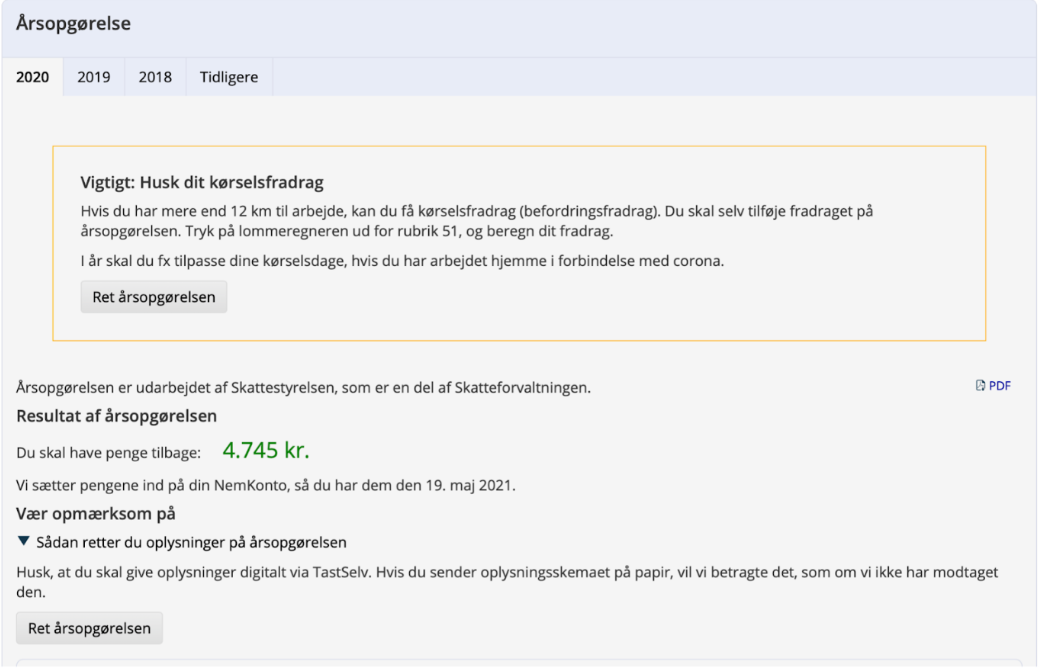 Årsopgørelse
2020 2019 2018 Tidligere
Vigtigt: Husk dit kørselsfradrag
Hvis du har mere end 12 km til arbejde, kan du få kørselsfradrag (befordringsfradrag). Du skal selv tilføje fradraget på
årsopgørelsen. Tryk på lommeregneren ud for rubrik 51, og beregn dit fradrag.
I år skal du fx tilpasse dine kørselsdage, hvis du har arbejdet hjemme i forbindelse med corona.
Ret årsopgørelsen
Årsopgørelsen er udarbejdet af Skattestyrelsen, som er en del af Skatteforvaltningen.
PDF
Resultat af årsopgørelsen
Du skal have penge tilbage: 4.745 kr.
Vi sætter pengene ind på din NemKonto, så du har dem den 19. maj 2021.
Vær opmærksom på
Sådan retter du oplysninger på årsopgørelsen
Husk, at du skal give oplysninger digitalt via TastSelv. Hvis du sender oplysningsskemaet på papir, vil vi betragte det, som om vi ikke har modtaget
den.
Ret årsopgørelsen